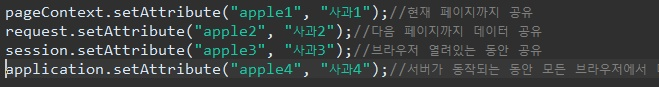 pageContext.setAttribute("apple1", "사과1");//현재 페이지까지 공유
request.setAttribute("apple2", "사과2");//다음 페이지까지 데이터 공유
session.setAttribute("apple3", "사과3");//브라우저 열려있는 동안 공유
application.setAttribute("apple4", "사과4");//서버가 동작되는 동안 모든 브라우저에서